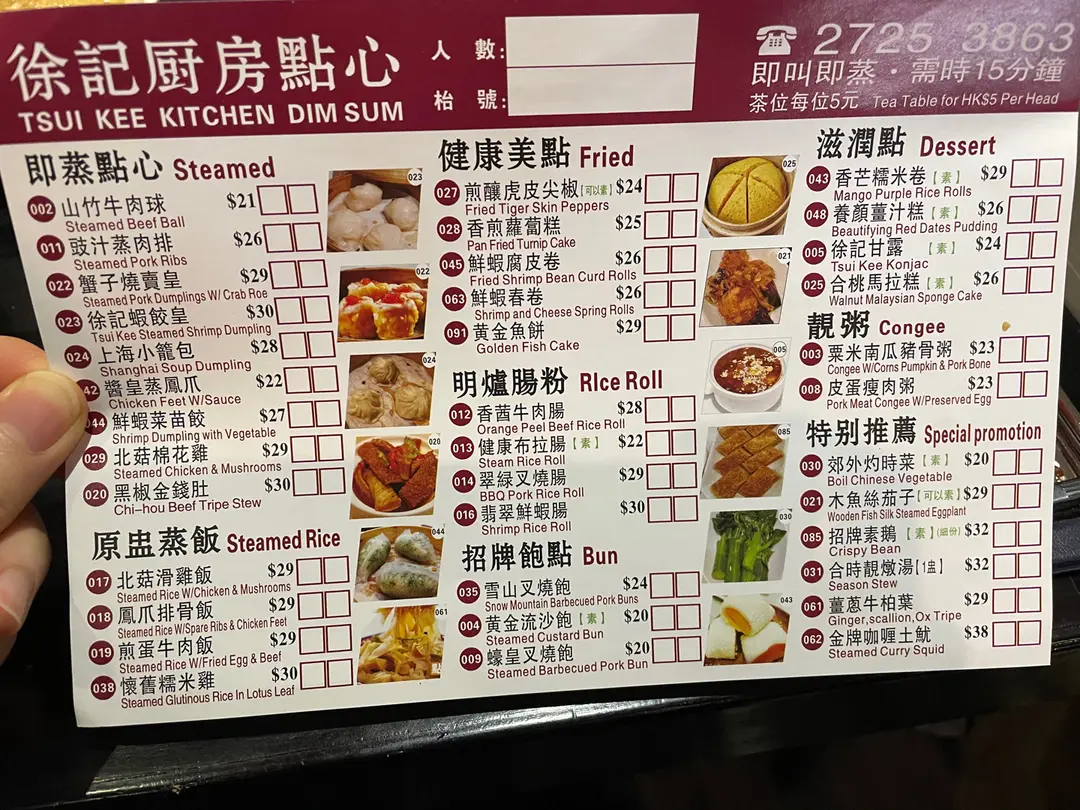 徐記厨房點心
TSUI KEE KITCHEN DIM SUM
人 數:
枱 號:
☎ 2725 3863
即叫即蒸・需時15分鐘
茶位每位5元 Tea Table for HK$5 Per Head
即蒸點心 Steamed
002 山竹牛肉球 $21
Steamed Beef Ball
011 豉汁蒸肉排 $26
Steamed Pork Ribs
022 蟹子燒賣皇 $29
Steamed Pork Dumplings W/ Crab Roe
023 徐記蝦餃皇 $30
Tsui Kee Steamed Shrimp Dumpling
024 上海小籠包 $28
Shanghai Soup Dumpling
42 醬皇蒸鳳爪 $22
Chicken Feet W/Sauce
044 鮮蝦菜苗餃 $27
Shrimp Dumpling with Vegetable
029 北菇棉花雞 $29
Steamed Chicken & Mushrooms
020 黑椒金錢肚 $30
Chi-hou Beef Tripe Stew
原盅蒸飯 Steamed Rice
017 北菇滑雞飯 $29
Steamed Rice W/Chicken & Mushrooms
018 鳳爪排骨飯 $29
Steamed Rice W/Spare Ribs & Chicken Feet
019 煎蛋牛肉飯 $29
Steamed Rice W/Fried Egg & Beef
038 懷舊糯米雞 $30
Steamed Glutinous Rice In Lotus Leaf
023
022
024
020
044
061
健康美點 Fried
027 煎釀虎皮尖椒【可以素】 $24
Fried Tiger Skin Peppers
028 香煎蘿蔔糕 $25
Pan Fried Turnip Cake
045 鮮蝦腐皮卷 $26
Fried Shrimp Bean Curd Rolls
063 鮮蝦春卷 $26
Shrimp and Cheese Spring Rolls
091 黃金魚餅 $29
Golden Fish Cake
明爐腸粉 RIce Roll
012 香茜牛肉腸 $28
Orange Peel Beef Rice Roll
013 健康布拉腸【素】 $22
Steam Rice Roll
014 翠綠叉燒腸 $29
BBQ Pork Rice Roll
016 翡翠鮮蝦腸 $30
Shrimp Rice Roll
招牌飽點 Bun
035 雪山叉燒飽 $24
Snow Mountain Barbecued Pork Buns
004 黃金流沙飽【素】 $20
Steamed Custard Bun
009 蠔皇叉燒飽 $20
Steamed Barbecued Pork Bun
025
021
005
085
030
043
滋潤點 Dessert
043 香芒糯米卷【素】 $29
Mango Purple Rice Rolls
048 養顏薑汁糕【素】 $26
Beautifying Red Dates Pudding
005 徐記甘露 【素】 $24
Tsui Kee Konjac
025 合桃馬拉糕【素】 $26
Walnut Malaysian Sponge Cake
靚粥 Congee
003 粟米南瓜豬骨粥 $23
Congee W/Corns Pumpkin & Pork Bone
008 皮蛋瘦肉粥 $23
Pork Meat Congee W/Preserved Egg
特别推薦 Special promotion
030 郊外灼時菜【素】 $20
Boil Chinese Vegetable
021 木魚絲茄子【可以素】 $29
Wooden Fish Silk Steamed Eggplant
085 招牌素鵝 【素】(細份) $32
Crispy Bean
031 合時靚燉湯【1盅】 $32
Season Stew
061 薑蔥牛柏葉 $29
Ginger,scallion,Ox Tripe
062 金牌咖喱土魷 $38
Steamed Curry Squid